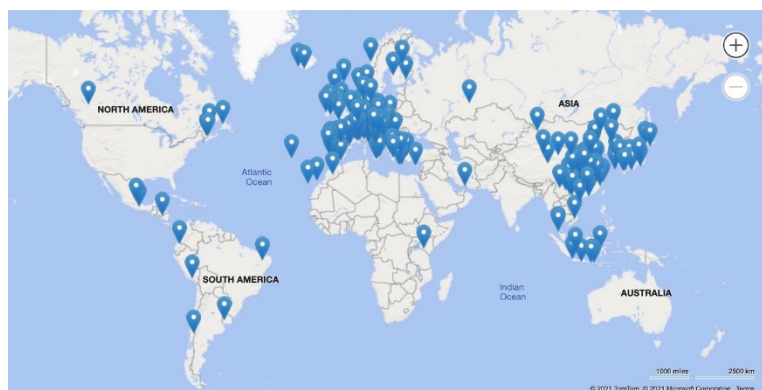 NORTH AMERICA
ASIA
Atlantic
Ocean
SOUTH AMERICA
Indian
Ocean
AUSTRALIA
1000 miles 2500 km
© 2021 TomTom, © 2021 Microsoft Corporation, Terms